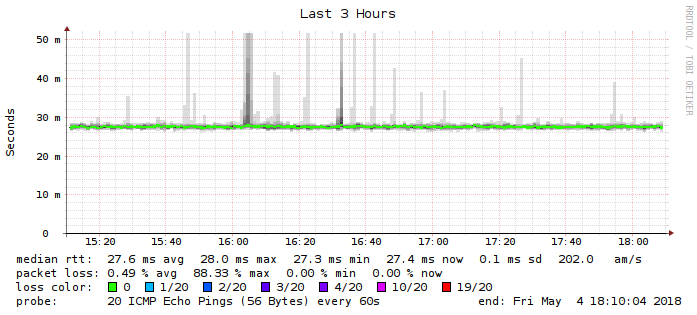 Last 3 Hours
RRDTOOL / TOBI OETIKER
Seconds
50 m
40 m
30 m
20 m
10 m
0
15:20 15:40 16:00 16:20 16:40 17:00 17:20 17:40 18:00
median rtt: 27.6 ms avg 28.0 ms max 27.3 ms min 27.4 ms now 0.1 ms sd 202.0 am/s
packet loss: 0.49 % avg 88.33 % max 0.00 % min 0.00 % now
loss color: 0 1/20 2/20 3/20 4/20 10/20 19/20
probe: 20 ICMP Echo Pings (56 Bytes) every 60s end: Fri May 4 18:10:04 2018